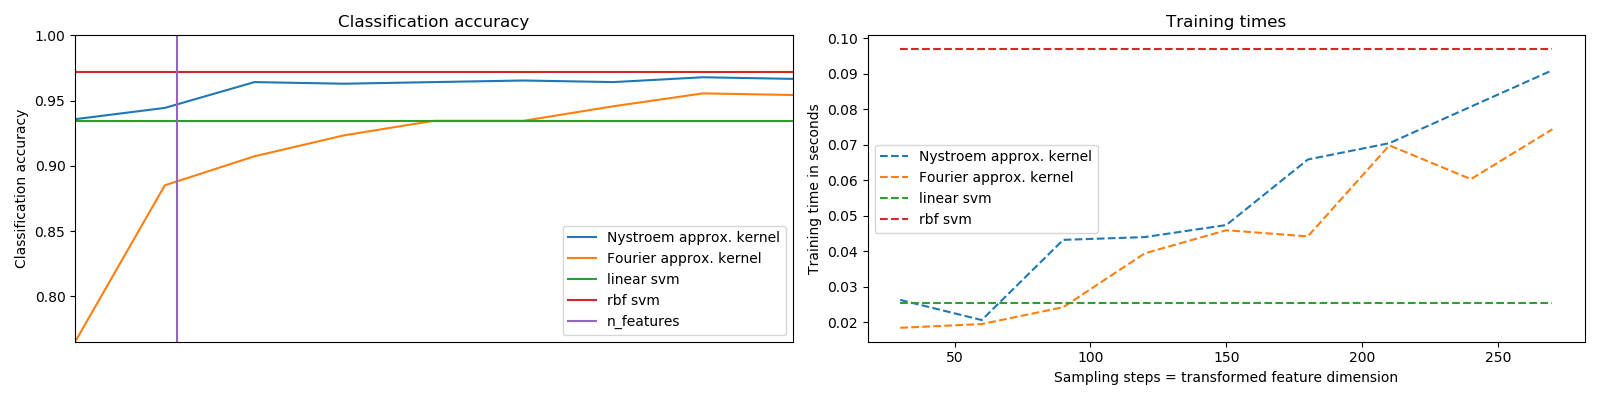 Classification accuracy
1.00
0.95
0.90
0.85
0.80
Classification accuracy
Nystroem approx. kernel
Fourier approx. kernel
linear svm
rbf svm
n_features
Training times
0.10
0.09
0.08
0.07
0.06
0.05
0.04
0.03
0.02
Training time in seconds
Nystroem approx. kernel
Fourier approx. kernel
linear svm
rbf svm
50
100
150
200
250
Sampling steps = transformed feature dimension